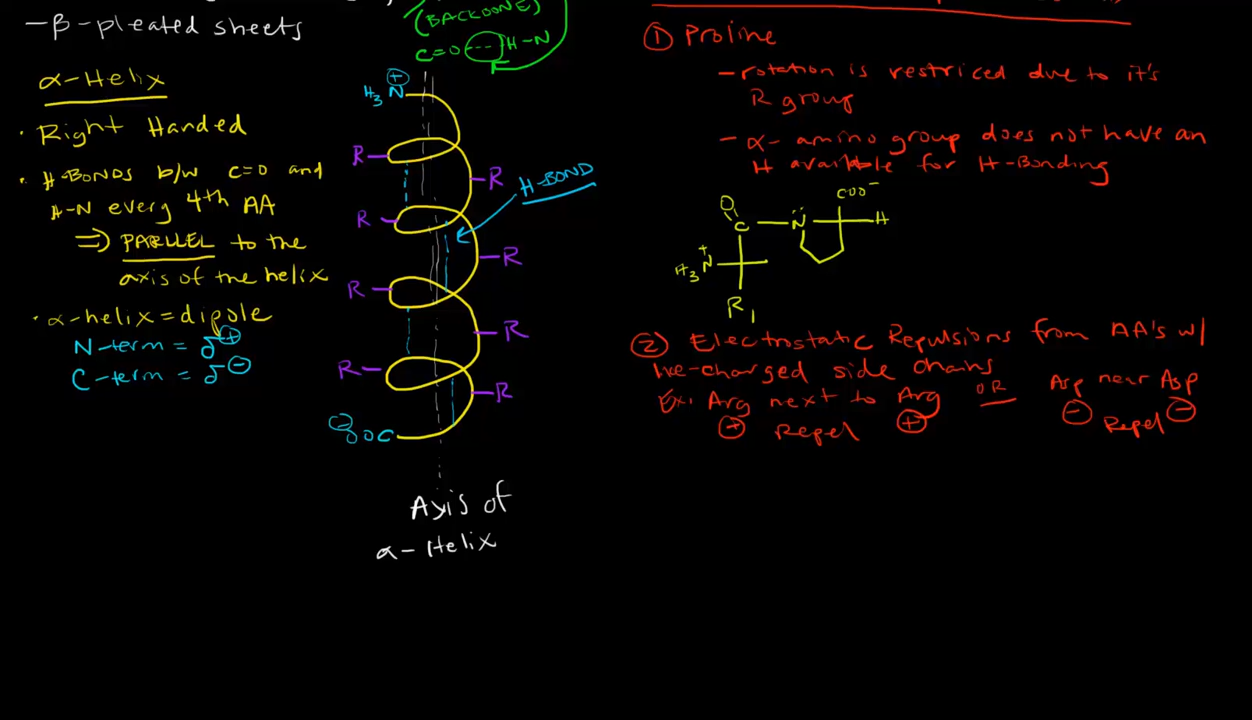 -β-pleated sheets
α-Helix
• Right Handed
• H-BONDS b/w C=O and
H-N every 4th AA
⇒ PARLLEL to the
axis of the helix
• α-helix = dipole
N-term = δ⊕
C-term = δ⊖
(BACKBONE)
C=O---H-N
H₃N⊕
R
R
R
R
R
R
R
R
H-BOND
⊖OOC
Axis of
α-Helix
① Proline
- rotation is restriced due to it's
R group
- α-amino group does not have an
H available for H-Bonding
COO⁻
O
C
N
H
H₃N⁺
R₁
② Electrostatic Repulsions from AA's w/
like-charged side chains
Ex: Arg next to Arg OR Asp near Asp
⊕ Repel ⊕ ⊖ Repel ⊖